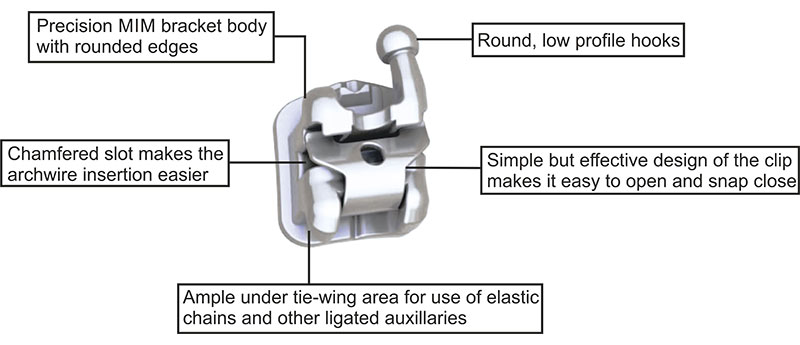 Precision MIM bracket body
with rounded edges
Round, low profile hooks
Chamfered slot makes the
archwire insertion easier
Simple but effective design of the clip
makes it easy to open and snap close
Ample under tie-wing area for use of elastic
chains and other ligated auxillaries